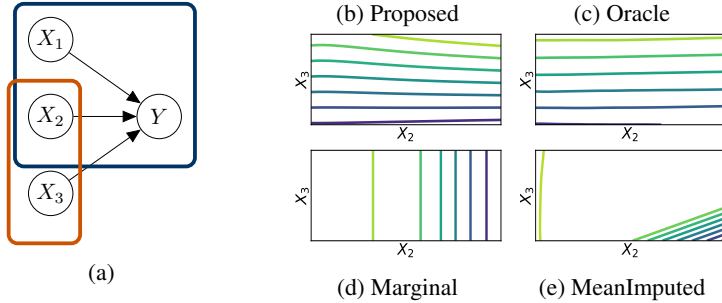 X₁
X₂
Y
X₃
(a)
(b) Proposed
(c) Oracle
X₃
X₂
X₃
X₂
X₃
X₂
X₃
X₂
(d) Marginal
(e) MeanImputed